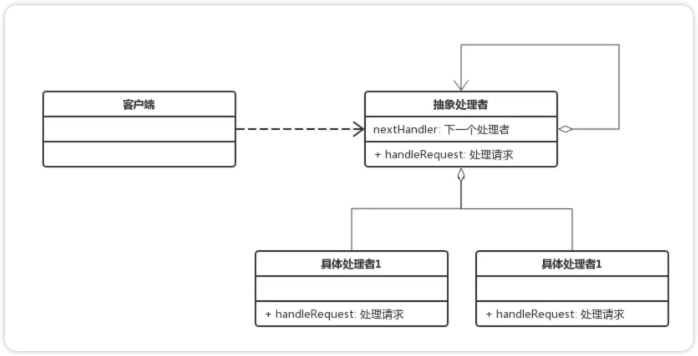 客户端
抽象处理者
nextHandler: 下一个处理者
+ handleRequest: 处理请求
具体处理者1
+ handleRequest: 处理请求
具体处理者1
+ handleRequest: 处理请求